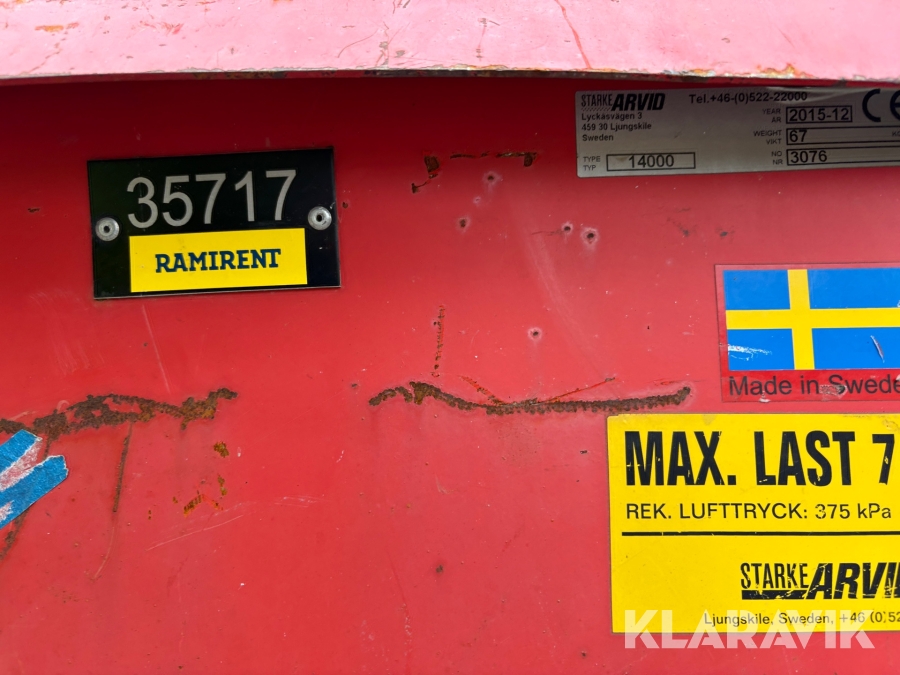 35717
RAMIRENT
STARKE ARVID
Lyckåsvägen 3
459 30 Ljungskile
Sweden
TYPE
TYP
14000
Tel.+46-(0)522-22000
YEAR
ÅR
2015-12
WEIGHT
VIKT
67
NO
NR
3076
CE
Made in Swede
MAX. LAST 7
REK. LUFTTRYCK: 375 kPa
STARKE ARVID
Ljungskile, Sweden, +46 (0)52
KLARAVIK